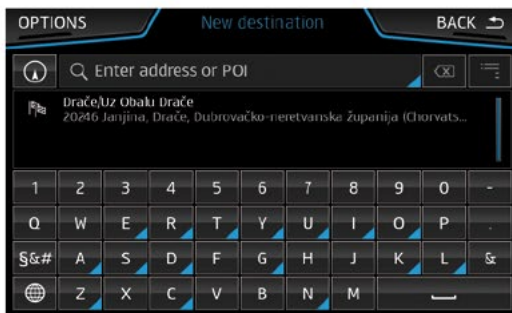 OPTIONS New destination BACK
Enter address or POI
Drače/Uz Obalu Drače
20246 Janjina, Drače, Dubrovačko-neretvanska županija (Chorvats...
1 2 3 4 5 6 7 8 9 0 -
Q W E R T Y U I O P .
§&# A S D F G H J K L &
Z X C V B N M